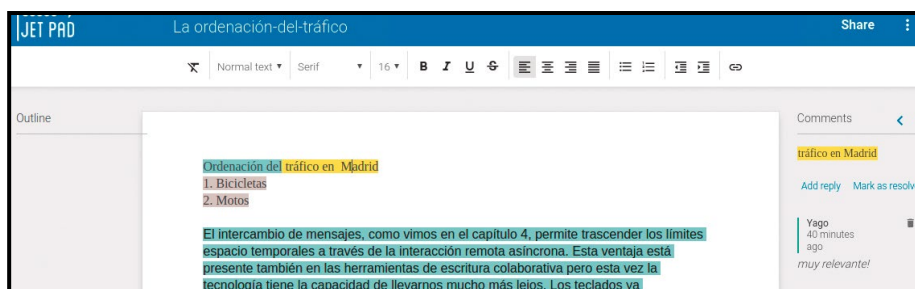 JET PAD
La ordenación-del-tráfico
Share
Normal text
Serif
16
B I U S
Outline
Comments
tráfico en Madrid
Add reply Mark as resolv
Yago
40 minutes
ago
muy relevante!
Ordenación del tráfico en Madrid
1. Bicicletas
2. Motos
El intercambio de mensajes, como vimos en el capítulo 4, permite trascender los límites
espacio temporales a través de la interacción remota asíncrona. Esta ventaja está
presente también en las herramientas de escritura colaborativa pero esta vez la
tecnología tiene la capacidad de llevarnos mucho más lejos. Los teclados ya